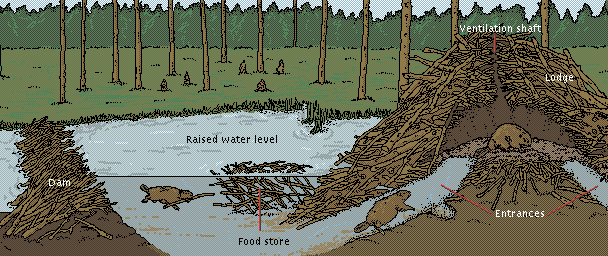 Ventilation shaft
Lodge
Raised water level
Dam
Entrances
Food store